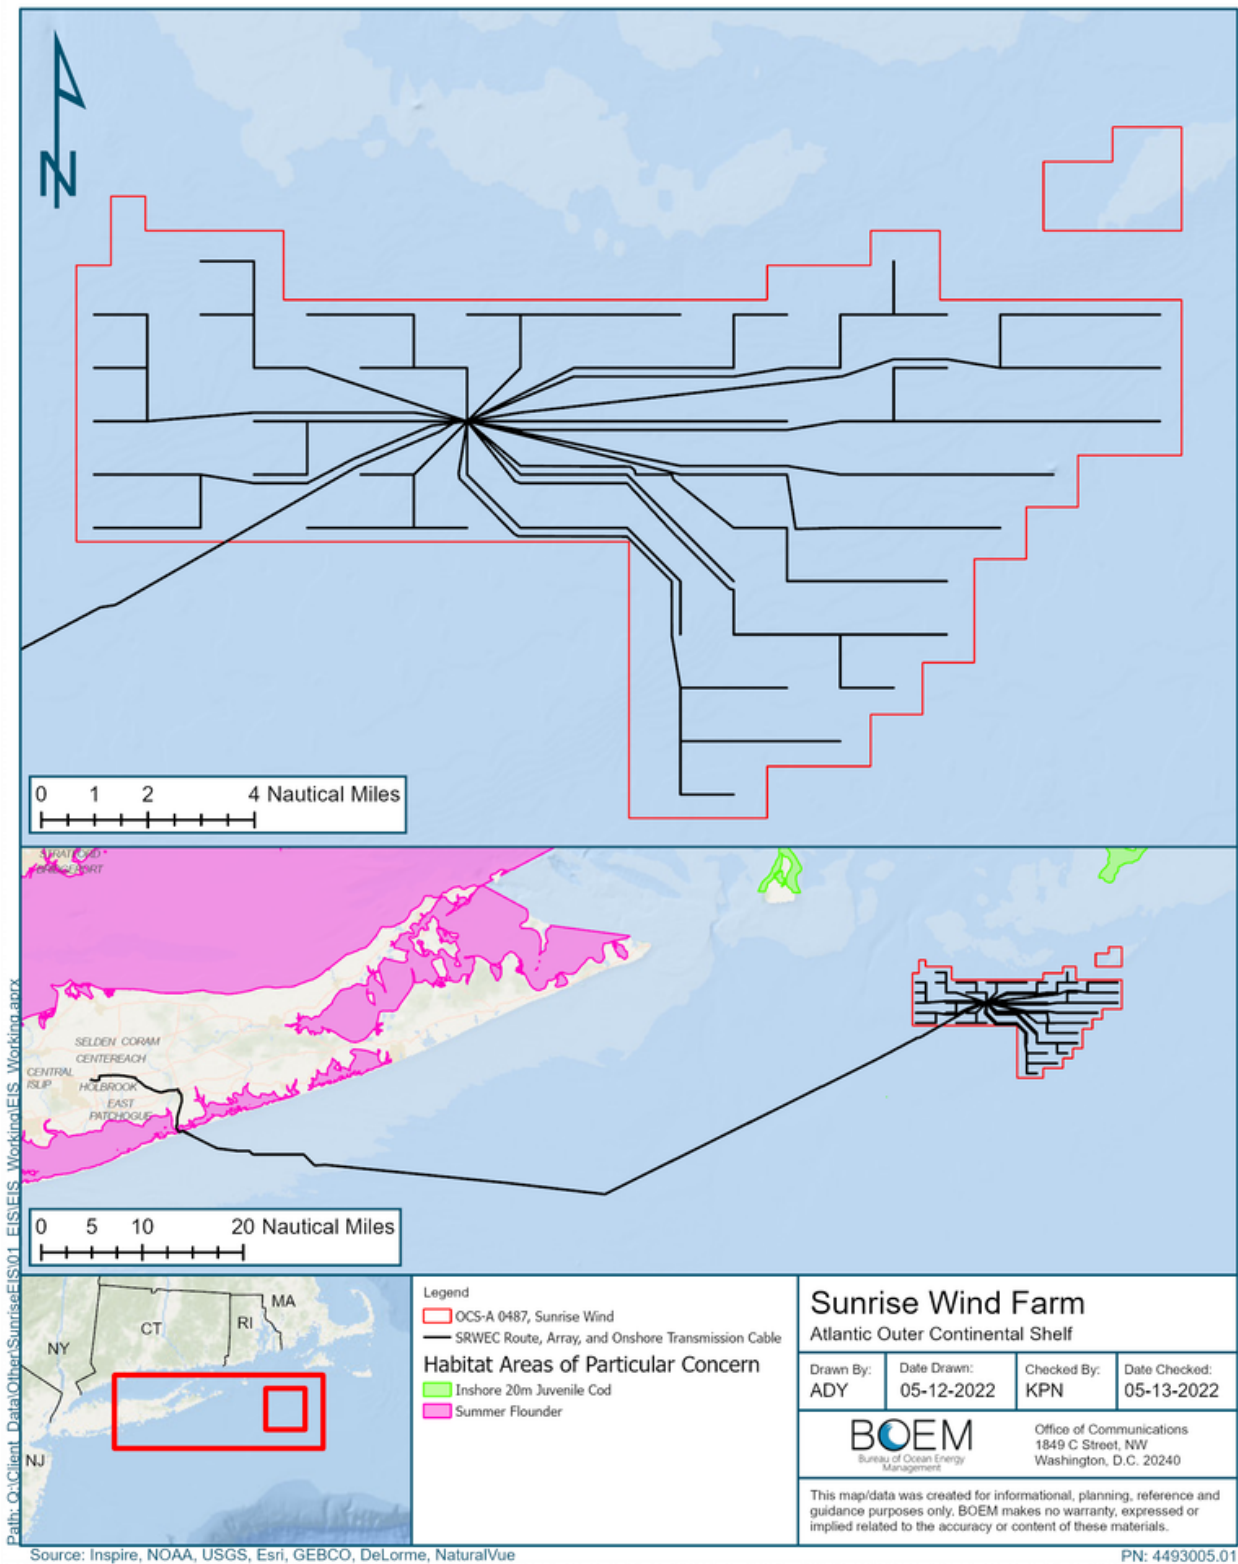 N
0 1 2 4 Nautical Miles
STRATFORD
BRIDGEPORT
SELDEN CORAM
CENTEREACH
CENTRAL
ISLIP
HOLBROOK
EAST
PATCHOGUE
0 5 10 20 Nautical Miles
Path: Q:\Client_Data\Other\SunriseEIS\01_EIS\EIS_Working\EIS_Working.aprx
NY
CT
RI
MA
NJ
Legend
OCS-A 0487, Sunrise Wind
SRWEC Route, Array, and Onshore Transmission Cable
Habitat Areas of Particular Concern
Inshore 20m Juvenile Cod
Summer Flounder
Sunrise Wind Farm
Atlantic Outer Continental Shelf
Drawn By:
ADY
Date Drawn:
05-12-2022
Checked By:
KPN
Date Checked:
05-13-2022
BOEM
Bureau of Ocean Energy
Management
Office of Communications
1849 C Street, NW
Washington, D.C. 20240
This map/data was created for informational, planning, reference and
guidance purposes only. BOEM makes no warranty, expressed or
implied related to the accuracy or content of these materials.
Source: Inspire, NOAA, USGS, Esri, GEBCO, DeLorme, NaturalVue
PN: 4493005.01